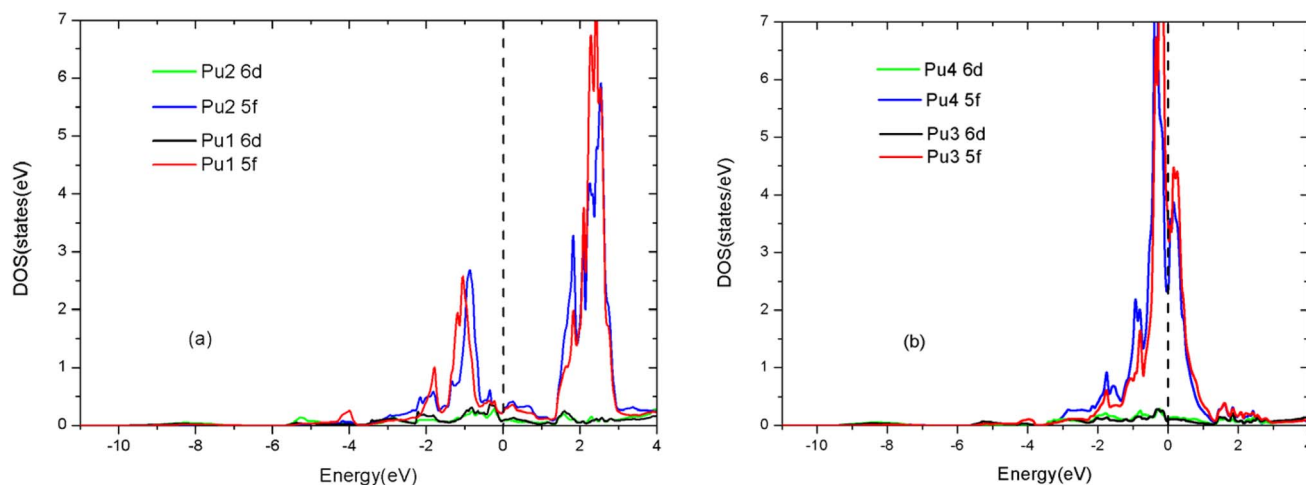 7
6
5
4
3
2
1
0
DOS(states(eV)
Pu2 6d
Pu2 5f
Pu1 6d
Pu1 5f
(a)
-10 -8 -6 -4 -2 0 2 4
Energy(eV)
7
6
5
4
3
2
1
0
DOS(states/eV)
Pu4 6d
Pu4 5f
Pu3 6d
Pu3 5f
(b)
-10 -8 -6 -4 -2 0 2 4
Energy(eV)